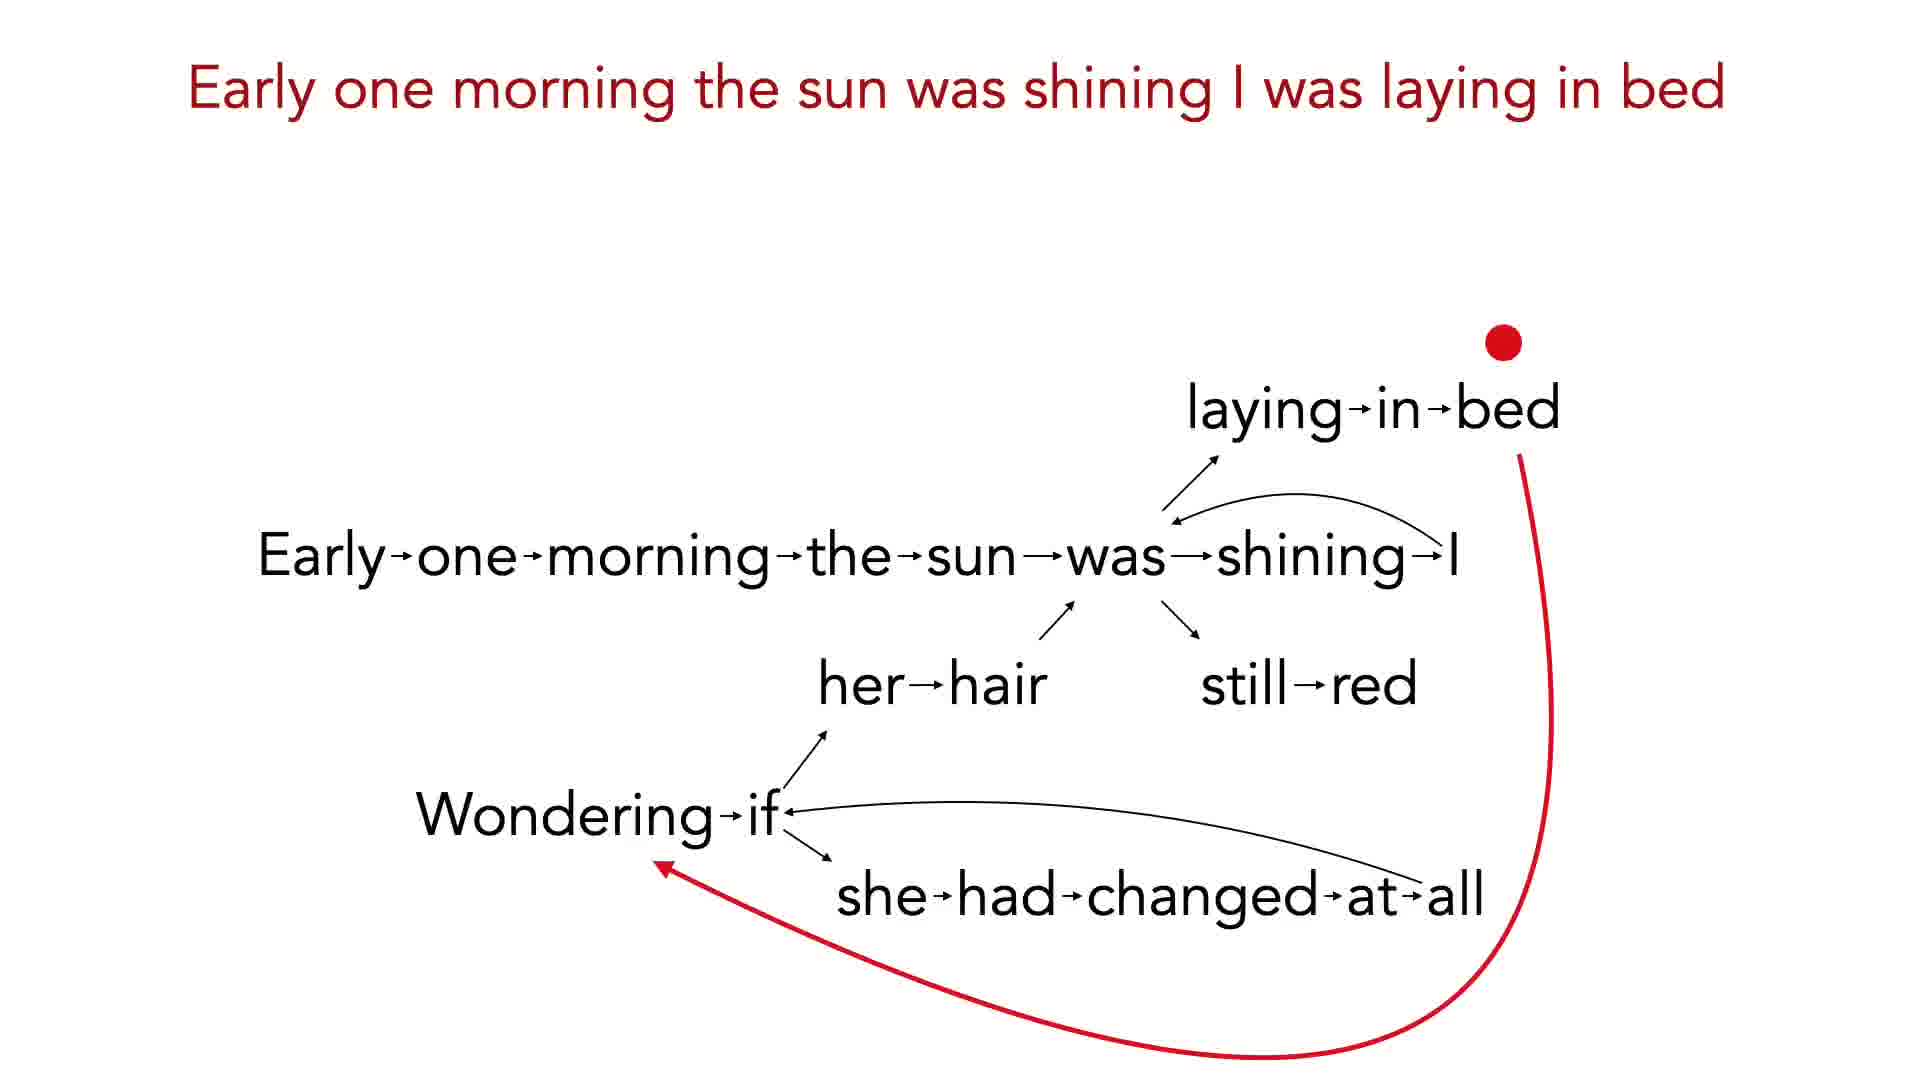 Early one morning the sun was shining I was laying in bed
laying in bed
Early one morning the sun was shining I
her hair still red
Wondering if
she had changed at all